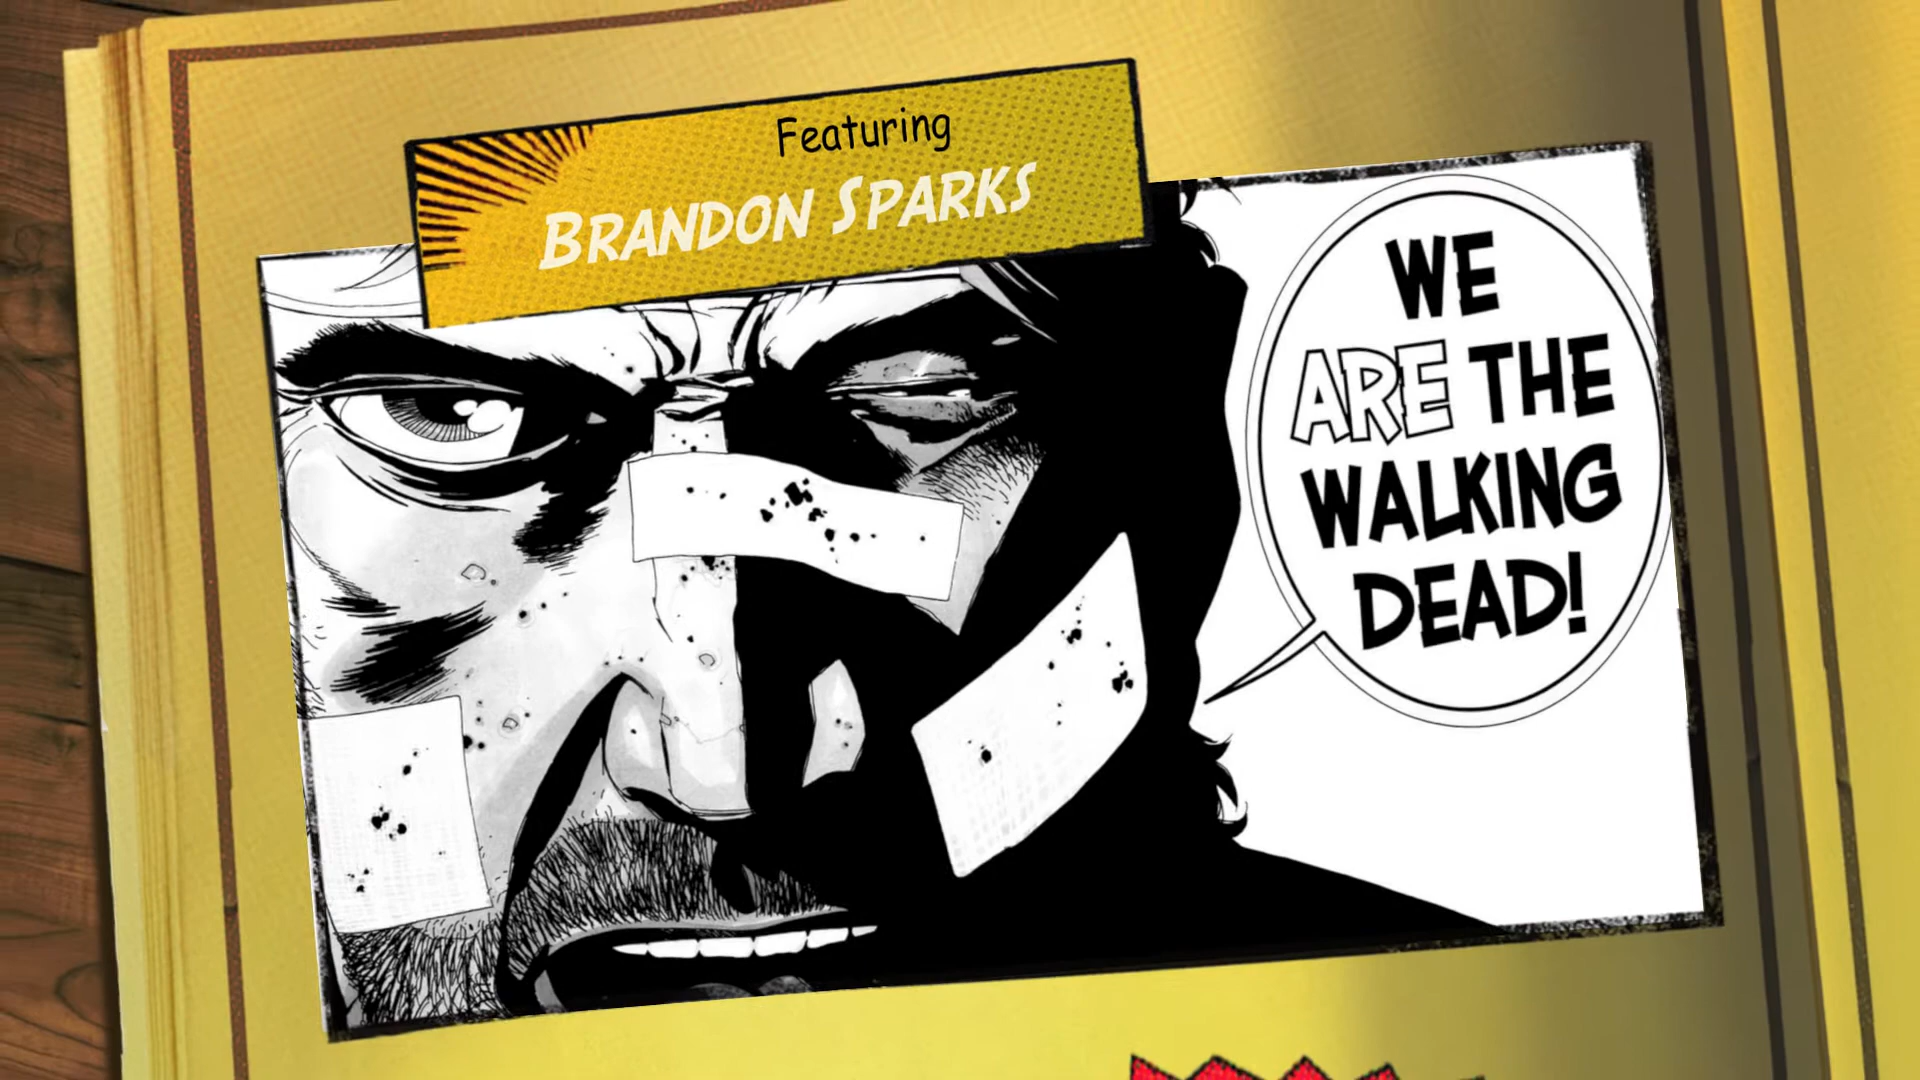 Featuring
BRANDON SPARKS
WE
ARE THE
WALKING
DEAD!